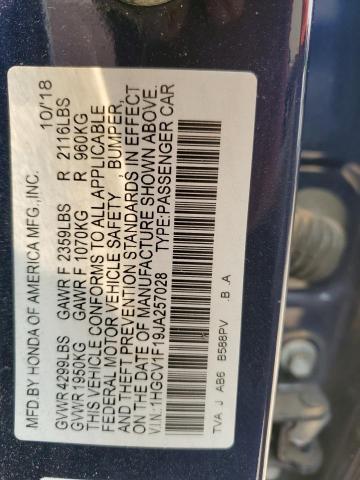 MFD.BY HONDA OF AMERICA MFG.,INC. 10/18
GVWR 4299LBS GAWR F 2359LBS R 2116LBS
GVWR 1950KG GAWR F 1070KG R 960KG
THIS VEHICLE CONFORMS TO ALL APPLICABLE
FEDERAL MOTOR VEHICLE SAFETY , BUMPER,
AND THEFT PREVENTION STANDARDS IN EFFECT
ON THE DATE OF MANUFACTURE SHOWN ABOVE.
V.I.N.:1HGCV1F19JA257028 TYPE:PASSENGER CAR
TVA J AB6 B588PV .B .A